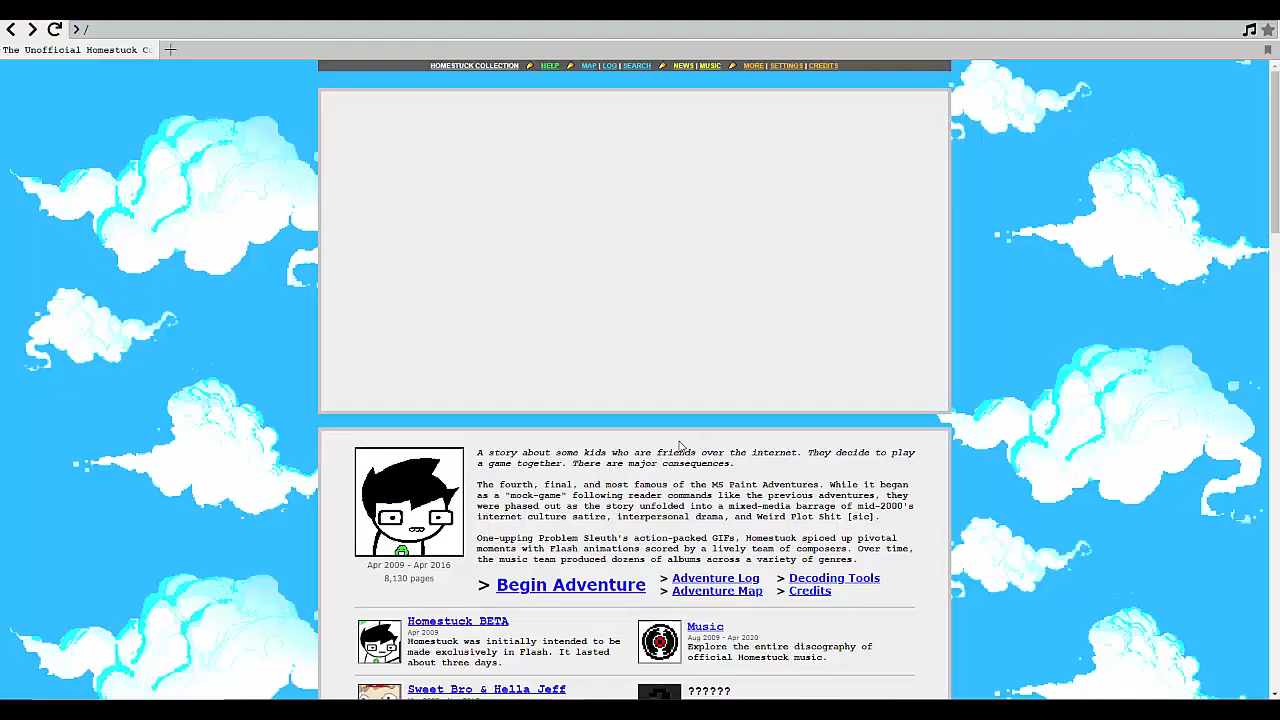 > /
The Unofficial Homestuck C
HOMESTUCK COLLECTION HELP MAP | LOG | SEARCH NEWS | MUSIC MORE | SETTINGS | CREDITS
A story about some kids who are friends over the internet. They decide to play
a game together. There are major consequences.
The fourth, final, and most famous of the MS Paint Adventures. While it began
as a "mock-game" following reader commands like the previous adventures, they
were phased out as the story unfolded into a mixed-media barrage of mid-2000's
internet culture satire, interpersonal drama, and Weird Plot Shit [sic].
One-upping Problem Sleuth's action-packed GIFs, Homestuck spiced up pivotal
moments with Flash animations scored by a lively team of composers. Over time,
the music team produced dozens of albums across a variety of genres.
Apr 2009 - Apr 2016
8,130 pages
> Begin Adventure
> Adventure Log
> Adventure Map
> Decoding Tools
> Credits
Homestuck BETA
Apr 2009
Homestuck was initially intended to be
made exclusively in Flash. It lasted
about three days.
Music
Aug 2009 - Apr 2020
Explore the entire discography of
official Homestuck music.
Sweet Bro & Hella Jeff
??????